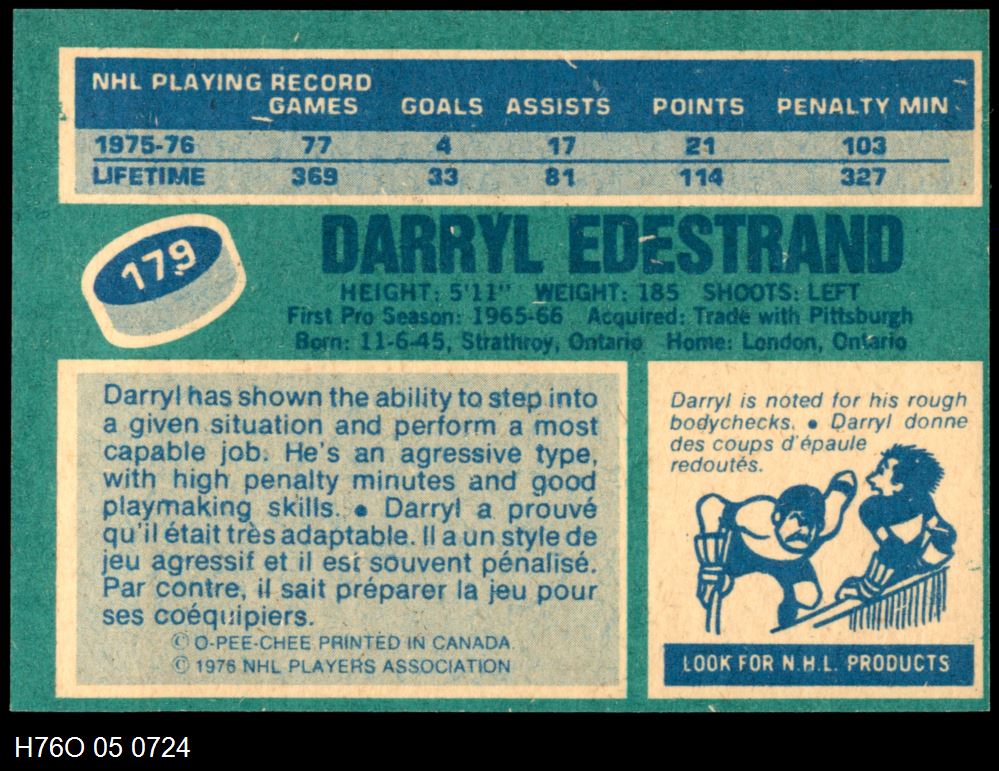 NHL PLAYING RECORD
GAMES GOALS ASSISTS POINTS PENALTY MIN
1975-76 77 4 17 21 103
LIFETIME 369 33 81 114 327
179
DARRYL EDESTRAND
HEIGHT: 5'11" WEIGHT: 185 SHOOTS: LEFT
First Pro Season: 1965-66 Acquired: Trade with Pittsburgh
Born: 11-6-45, Strathroy, Ontario Home: London, Ontario
Darryl has shown the ability to step into
a given situation and perform a most
capable job. He's an agressive type,
with high penalty minutes and good
playmaking skills. ● Darryl a prouvé
qu'il était très adaptable. Il a un style de
jeu agressif et il est souvent pénalisé.
Par contre, il sait préparer la jeu pour
ses coéquipiers.
© O-PEE-CHEE PRINTED IN CANADA
© 1976 NHL PLAYERS ASSOCIATION
Darryl is noted for his rough
bodychecks. ● Darryl donne
des coups d'épaule
redoutés.
LOOK FOR N.H.L. PRODUCTS
H76O 05 0724